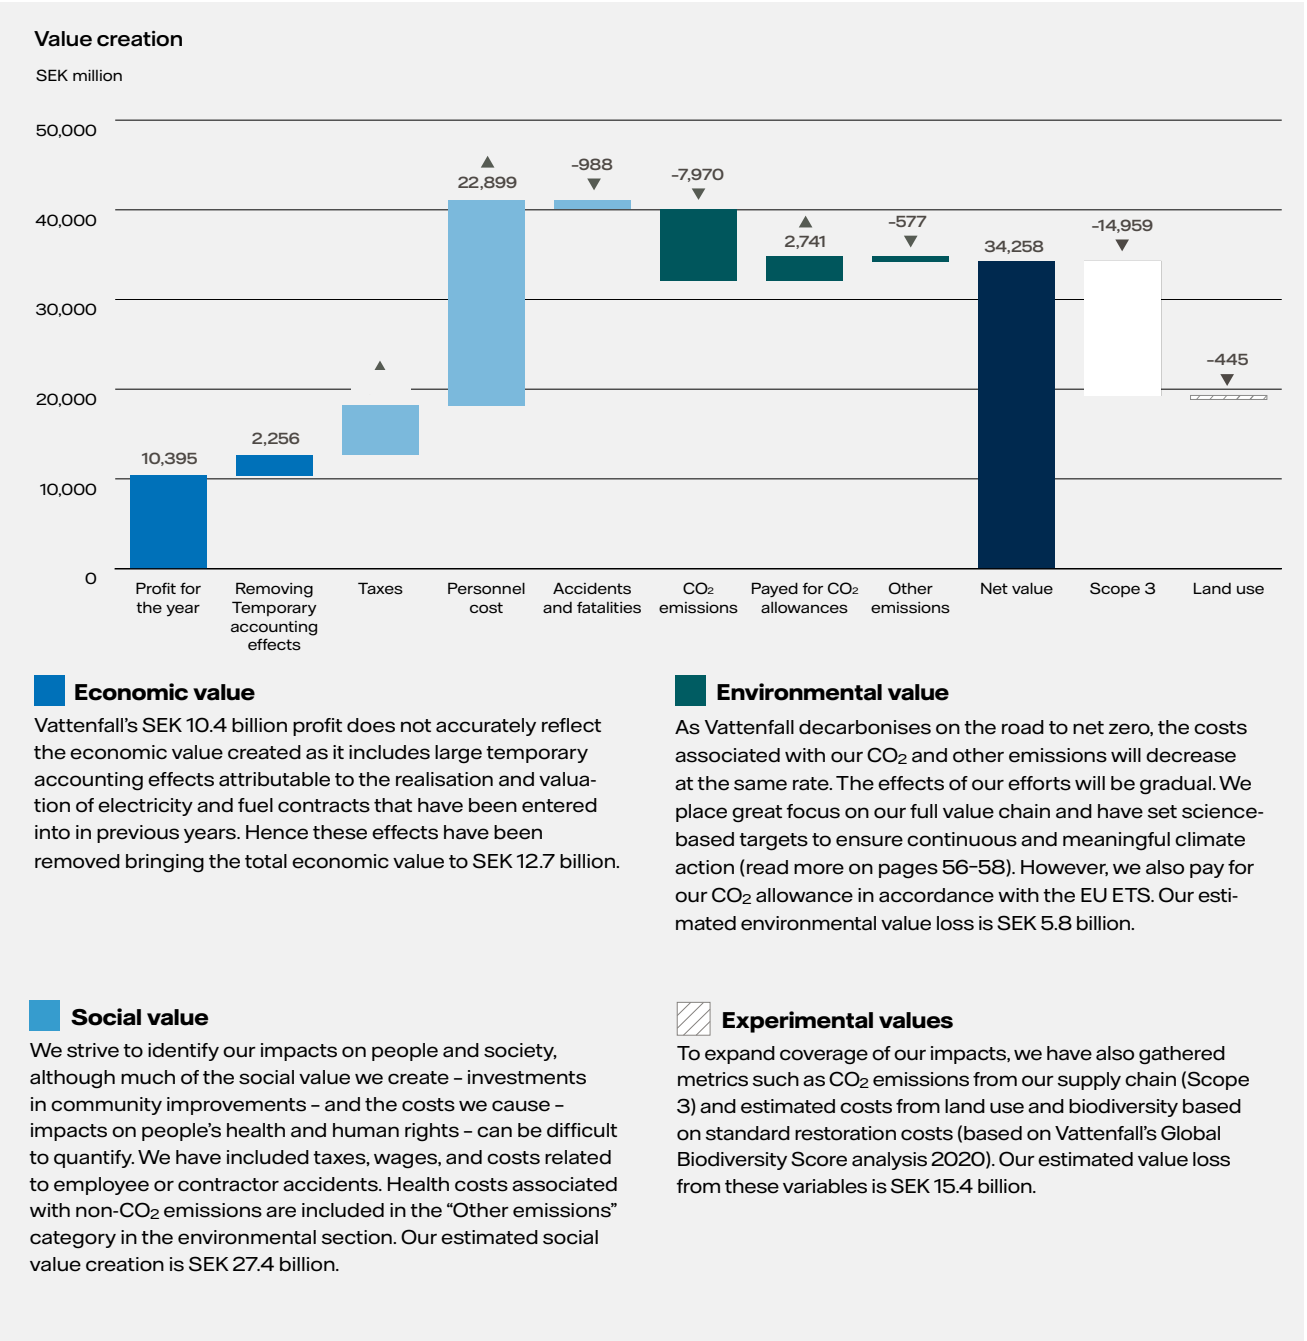 Value creation
SEK million
50,000
40,000
30,000
20,000
10,000
0
10,395
2,256
22,899
-988
-7,970
2,741
-577
34,258
-14,959
-445
Profit for
the year
Removing
Temporary
accounting
effects
Taxes
Personnel
cost
Accidents
and fatalities
CO₂
emissions
Payed for CO₂
allowances
Other
emissions
Net value
Scope 3
Land use
Economic value
Vattenfall's SEK 10.4 billion profit does not accurately reflect
the economic value created as it includes large temporary
accounting effects attributable to the realisation and valua-
tion of electricity and fuel contracts that have been entered
into in previous years. Hence these effects have been
removed bringing the total economic value to SEK 12.7 billion.
Environmental value
As Vattenfall decarbonises on the road to net zero, the costs
associated with our CO₂ and other emissions will decrease
at the same rate. The effects of our efforts will be gradual. We
place great focus on our full value chain and have set science-
based targets to ensure continuous and meaningful climate
action (read more on pages 56–58). However, we also pay for
our CO₂ allowance in accordance with the EU ETS. Our esti-
mated environmental value loss is SEK 5.8 billion.
Social value
We strive to identify our impacts on people and society,
although much of the social value we create – investments
in community improvements – and the costs we cause –
impacts on people's health and human rights – can be difficult
to quantify. We have included taxes, wages, and costs related
to employee or contractor accidents. Health costs associated
with non-CO₂ emissions are included in the "Other emissions"
category in the environmental section. Our estimated social
value creation is SEK 27.4 billion.
Experimental values
To expand coverage of our impacts, we have also gathered
metrics such as CO₂ emissions from our supply chain (Scope
3) and estimated costs from land use and biodiversity based
on standard restoration costs (based on Vattenfall's Global
Biodiversity Score analysis 2020). Our estimated value loss
from these variables is SEK 15.4 billion.